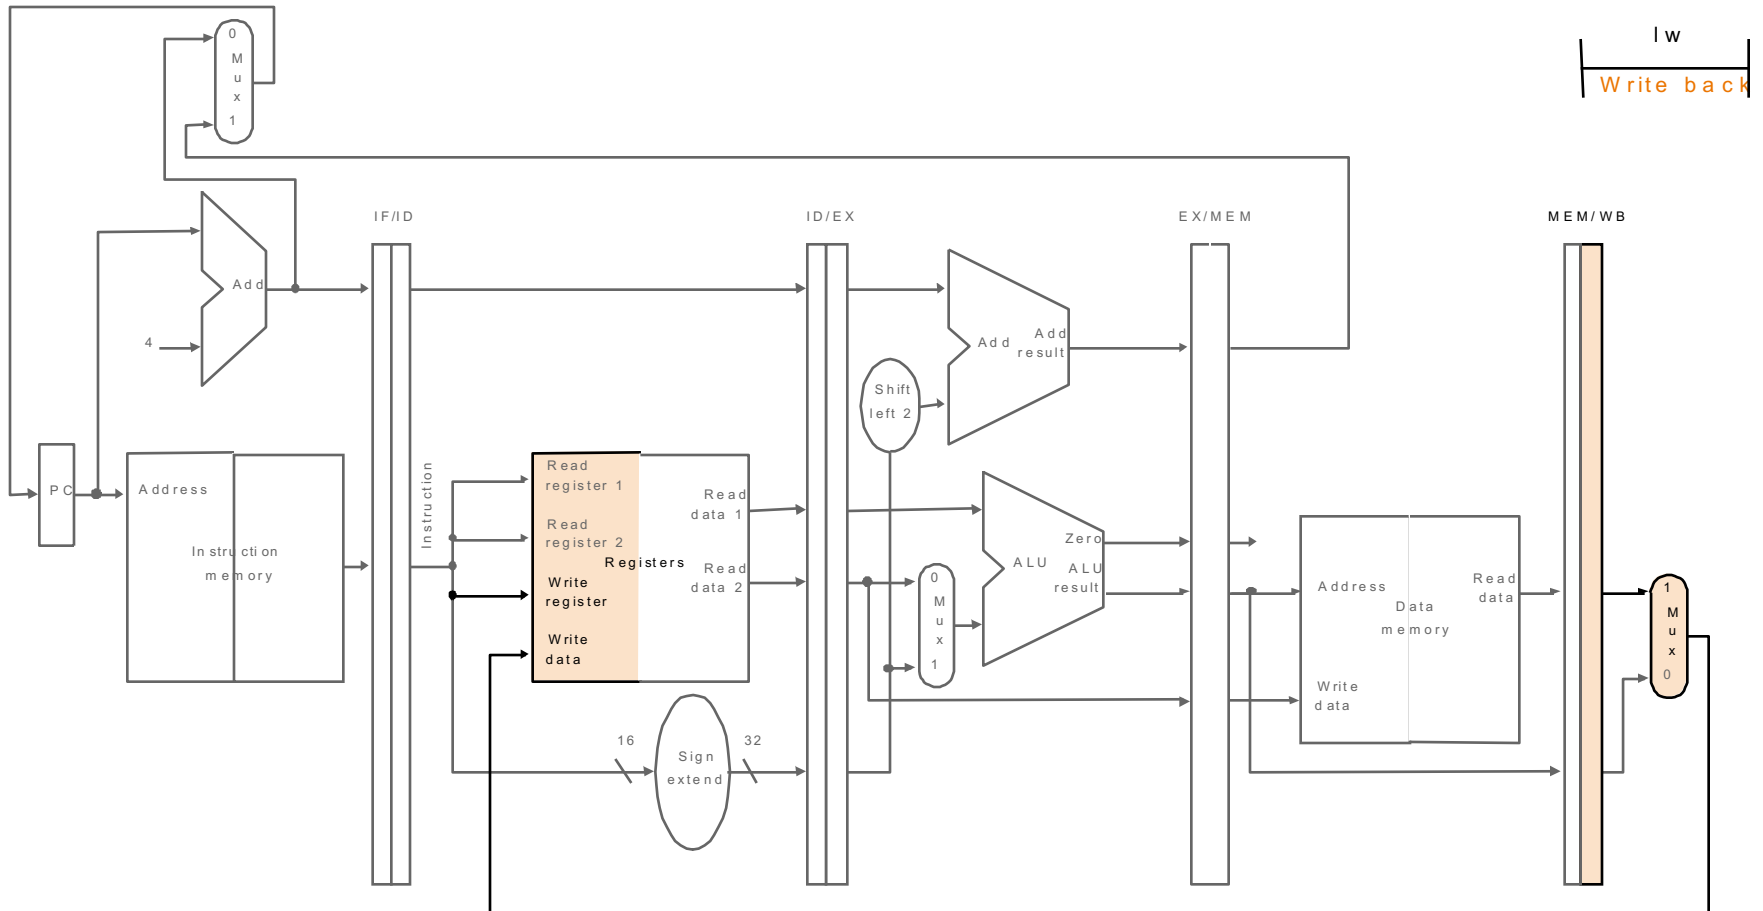 lw
Write back
0
M
u
x
1
IF/ID
ID/EX
EX/MEM
MEM/WB
Add
4
Add
Add
result
Shift
left 2
PC
Address
Instruction
memory
Instruction
Read
register 1
Read
register 2
Write
register
Write
data
Registers
Read
data 1
Read
data 2
0
M
u
x
1
Zero
ALU
ALU
result
Address
Read
data
Data
memory
Write
data
1
M
u
x
0
16
Sign
extend
32